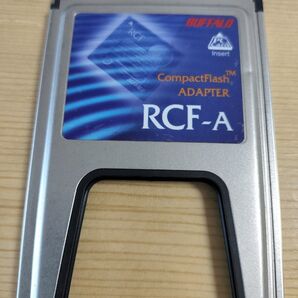 BUFFALO
Insert
CompactFlash™
ADAPTER
RCF-A